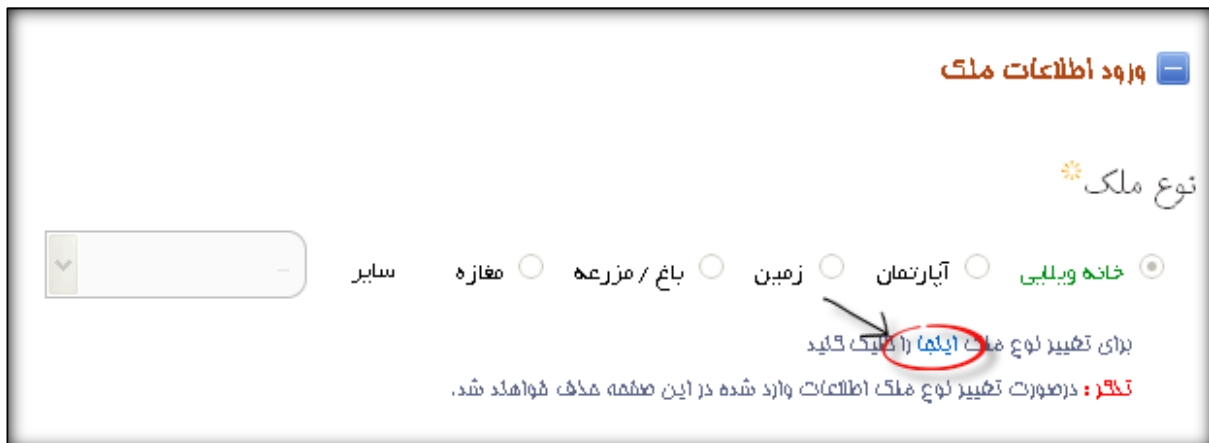 ورود اطلاعات ملک
نوع ملک*
خانه ویلایی آپارتمان زمین باغ / مزرعه مغازه سایر
برای تغییر نوع ملک اینجا را کلیک کنید
تذکر : درصورت تغییر نوع ملک اطلاعات وارد شده در این صفحه حذف خواهند شد.